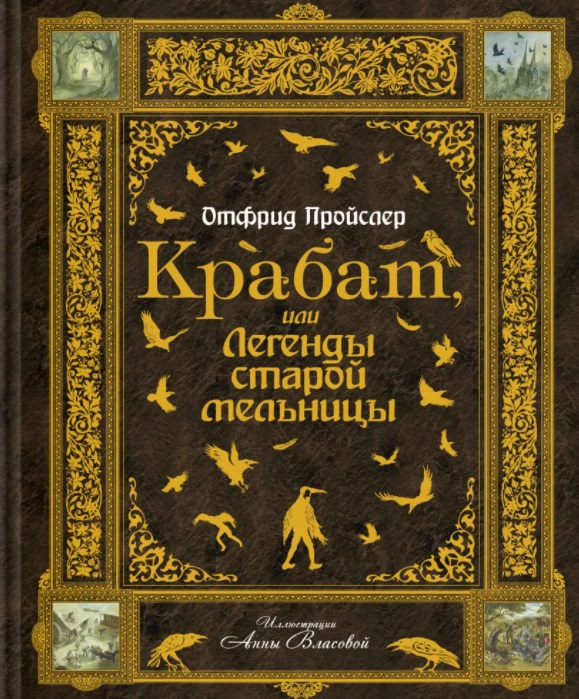 Отфрид Пройслер
Крабат,
или
Легенды
старой
мельницы
Иллюстрации
Анны Власовой